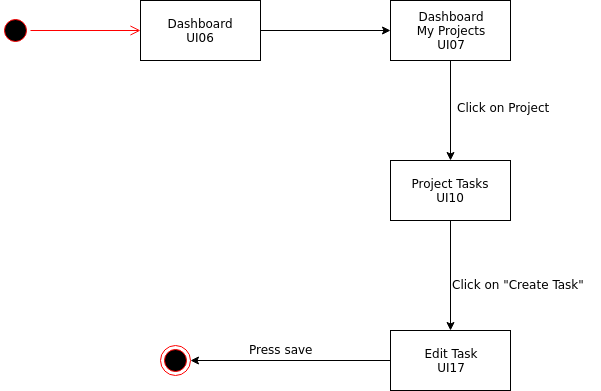 Dashboard
UI06
Dashboard
My Projects
UI07
Click on Project
Project Tasks
UI10
Click on "Create Task"
Edit Task
UI17
Press save